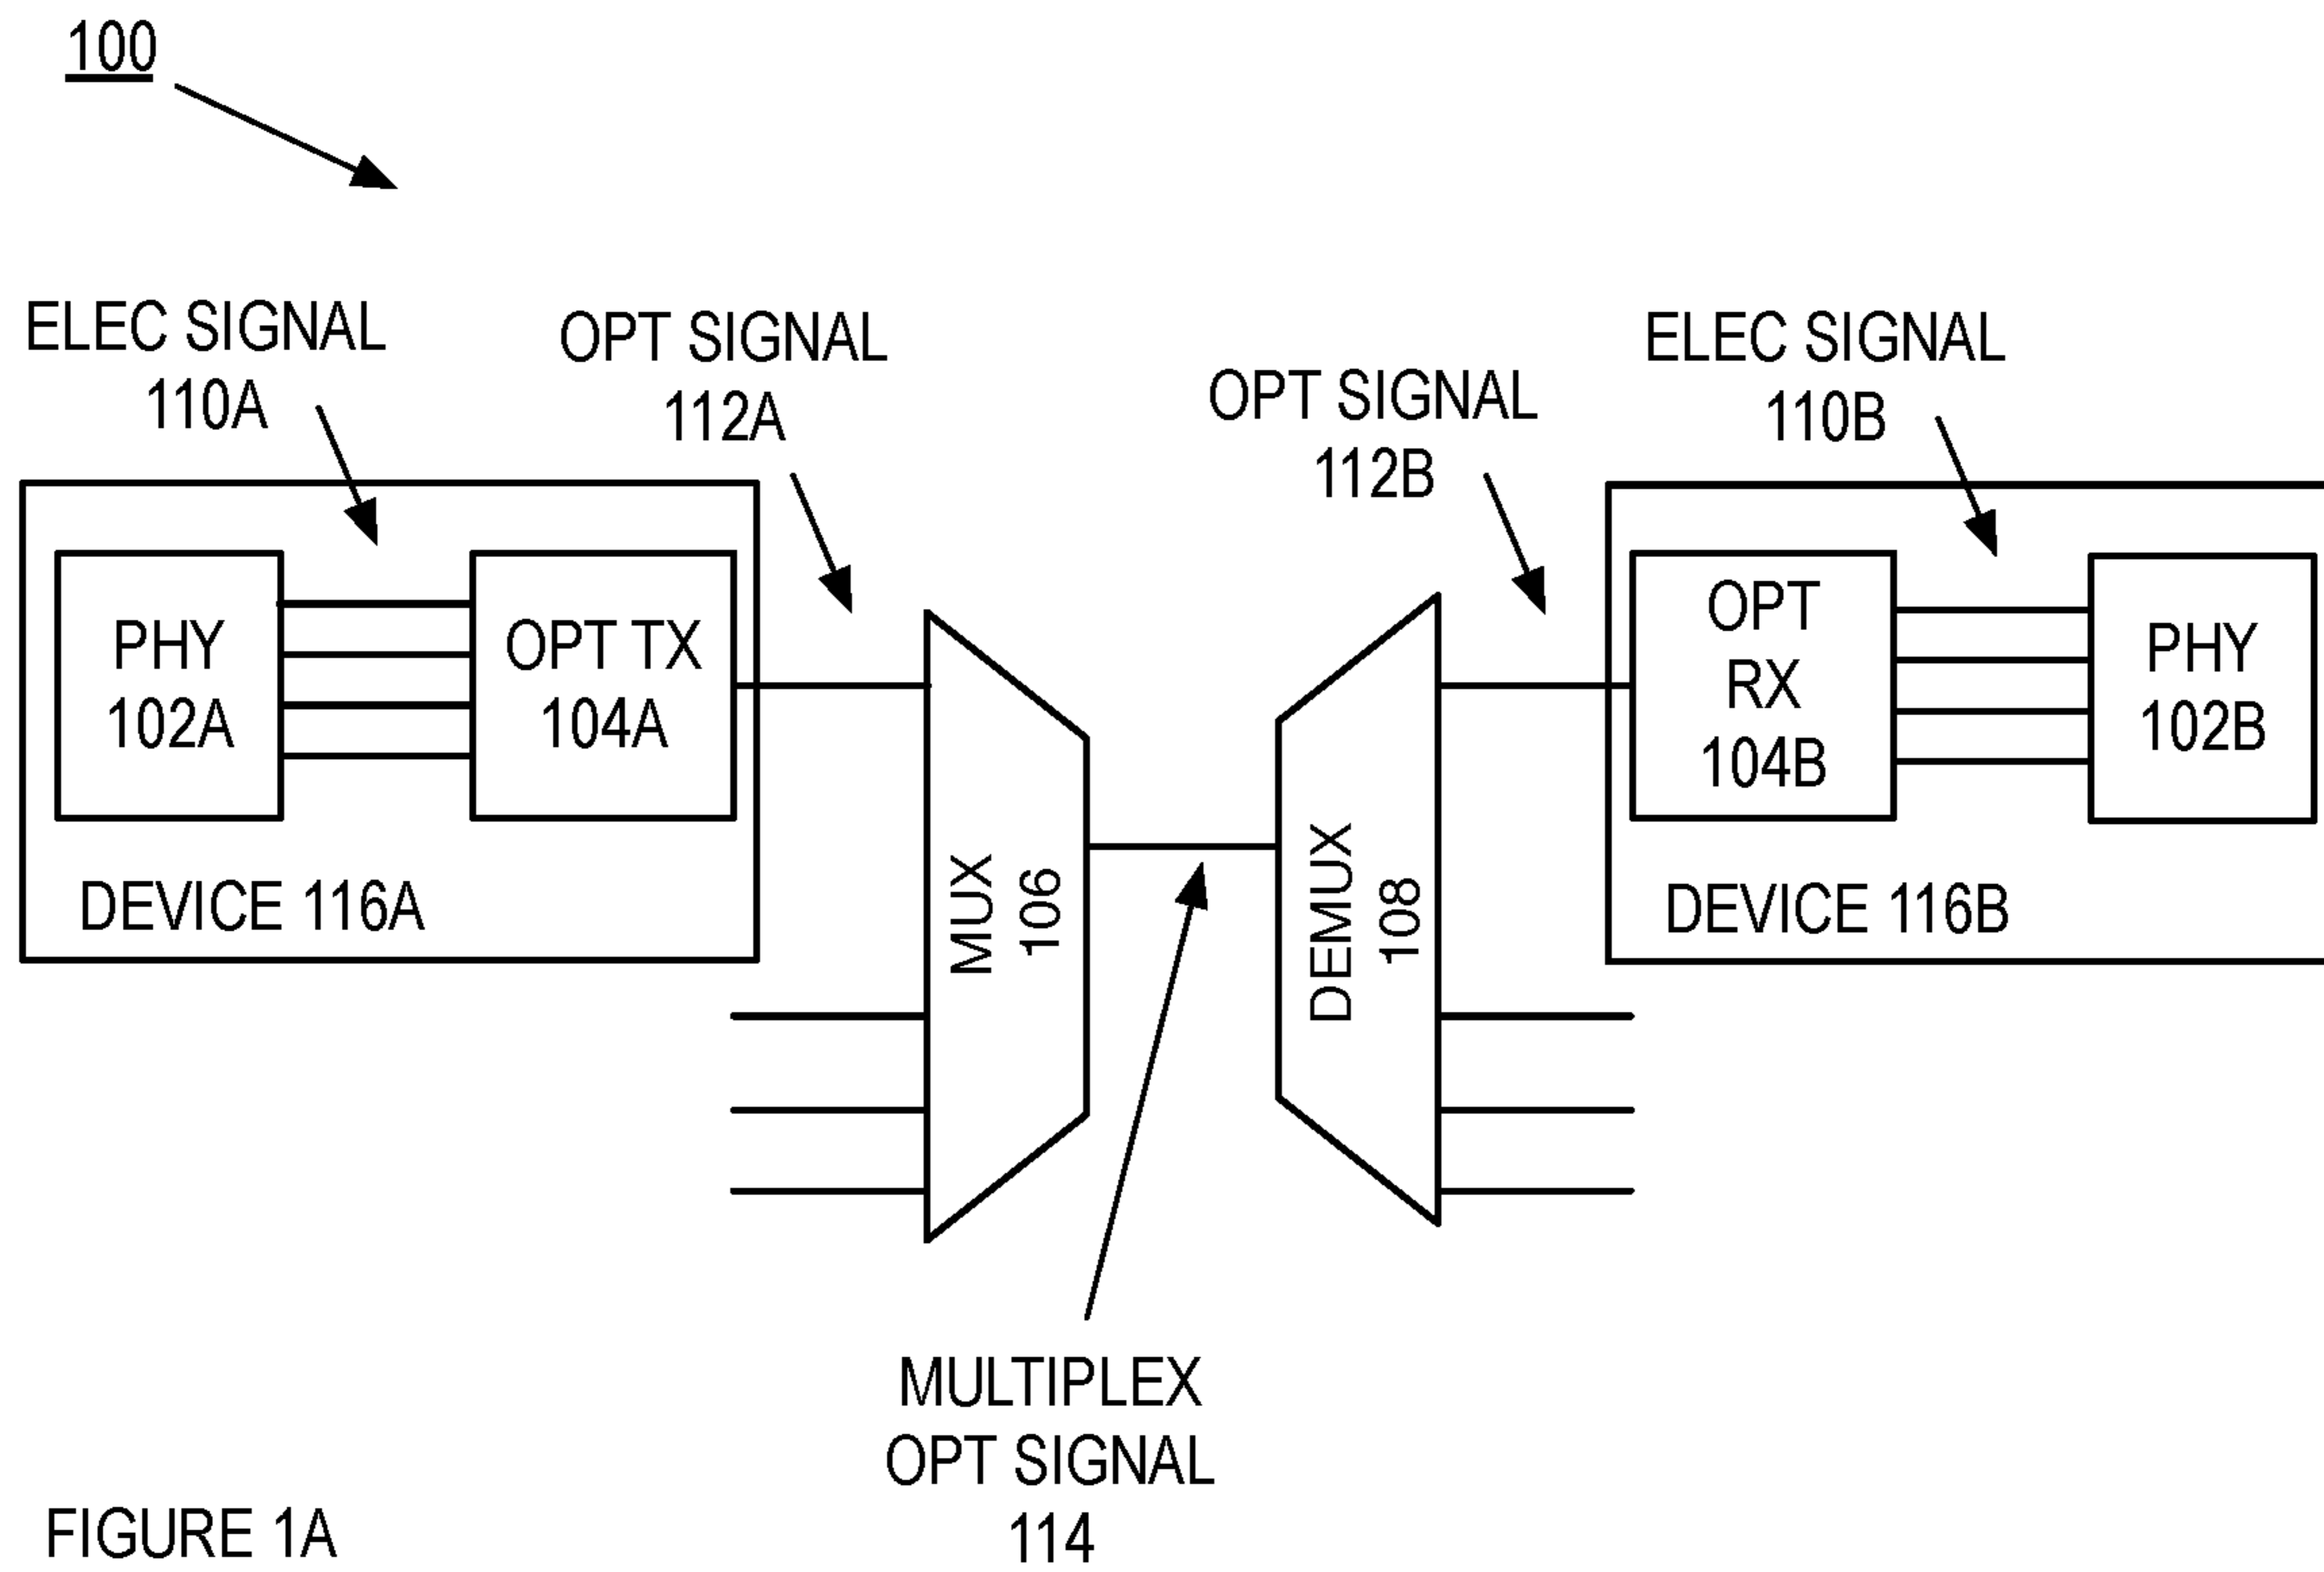 100
ELEC SIGNAL
110A
OPT SIGNAL
112A
OPT SIGNAL
112B
ELEC SIGNAL
110B
PHY
102A
OPT TX
104A
DEVICE 116A
MUX
106
DEMUX
108
OPT
RX
104B
PHY
102B
DEVICE 116B
MULTIPLEX
OPT SIGNAL
114
FIGURE 1A